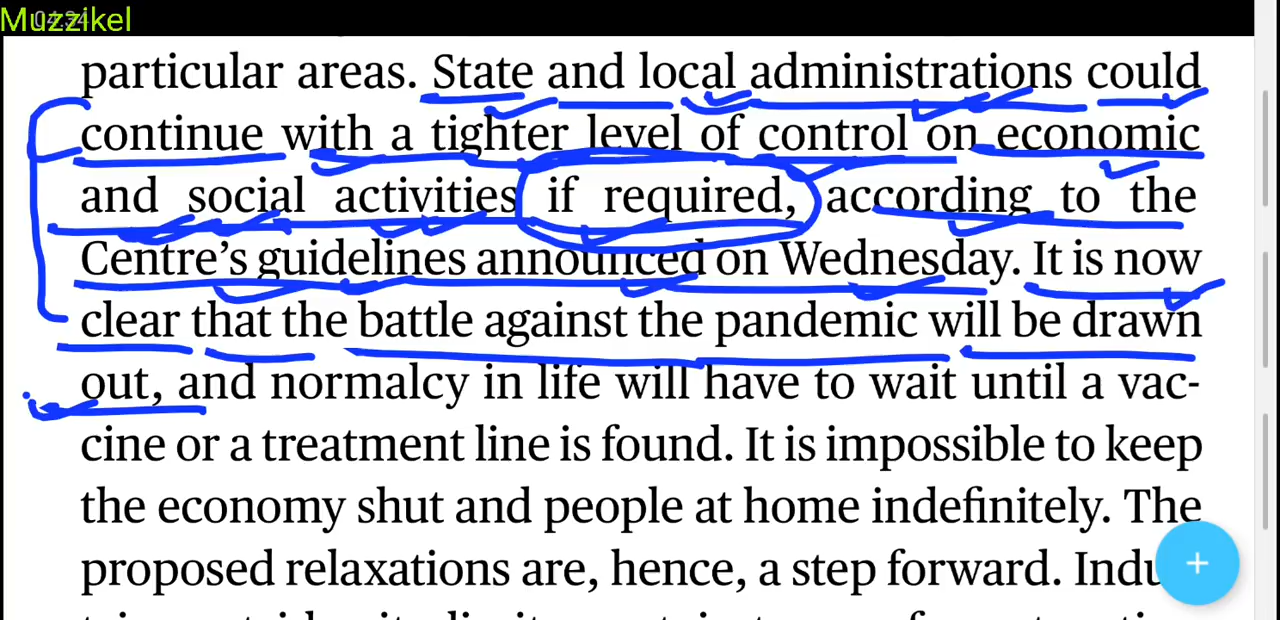 Muzzikel
04:34
particular areas. State and local administrations could
continue with a tighter level of control on economic
and social activities if required, according to the
Centre's guidelines announced on Wednesday. It is now
clear that the battle against the pandemic will be drawn
out, and normalcy in life will have to wait until a vac-
cine or a treatment line is found. It is impossible to keep
the economy shut and people at home indefinitely. The
proposed relaxations are, hence, a step forward.